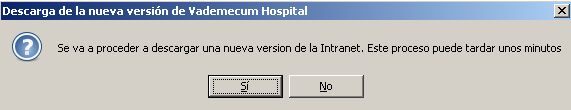 Descarga de la nueva versión de Vademecum Hospital
Se va a proceder a descargar una nueva version de la Intranet. Este proceso puede tardar unos minutos
Sí
No